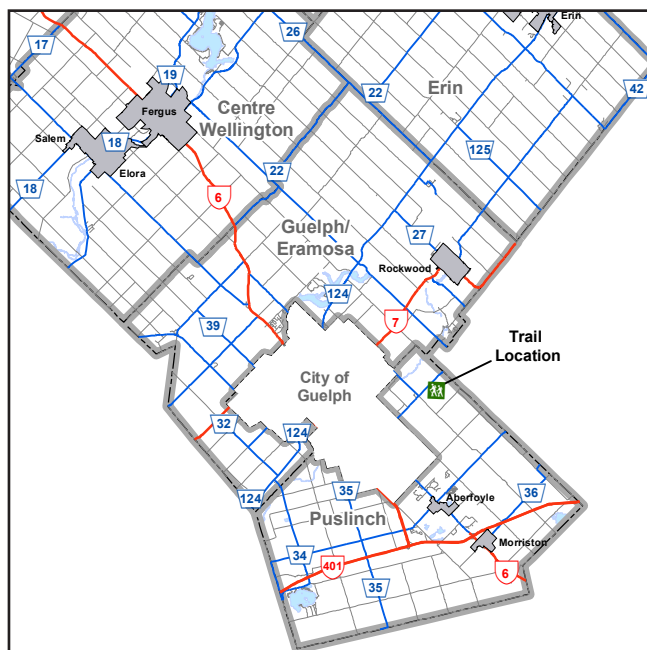 Erin
17
26
19
42
Fergus
Centre
Wellington
Erin
22
Salem
18
125
Elora
18
22
6
Guelph/
Eramosa
27
Rockwood
124
39
7
Trail
Location
City of
Guelph
32
124
124
35
Aberfoyle
36
Puslinch
Morriston
34
401
6
35